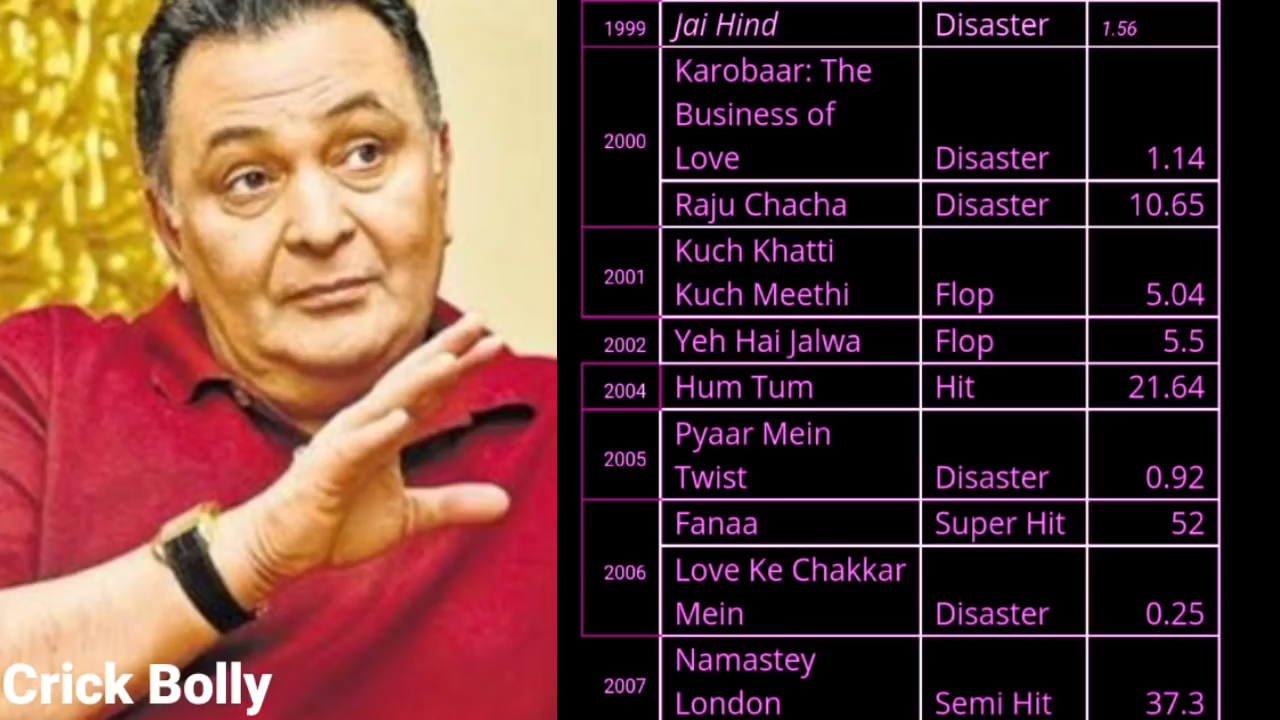 1999 Jai Hind Disaster 1.56
Karobaar: The
Business of
2000
Love Disaster 1.14
Raju Chacha Disaster 10.65
Kuch Khatti
2001
Kuch Meethi Flop 5.04
2002 Yeh Hai Jalwa Flop 5.5
2004 Hum Tum Hit 21.64
Pyaar Mein
2005
Twist Disaster 0.92
Fanaa Super Hit 52
2006
Love Ke Chakkar
Mein Disaster 0.25
Namastey
2007
London Semi Hit 37.3
Crick Bolly